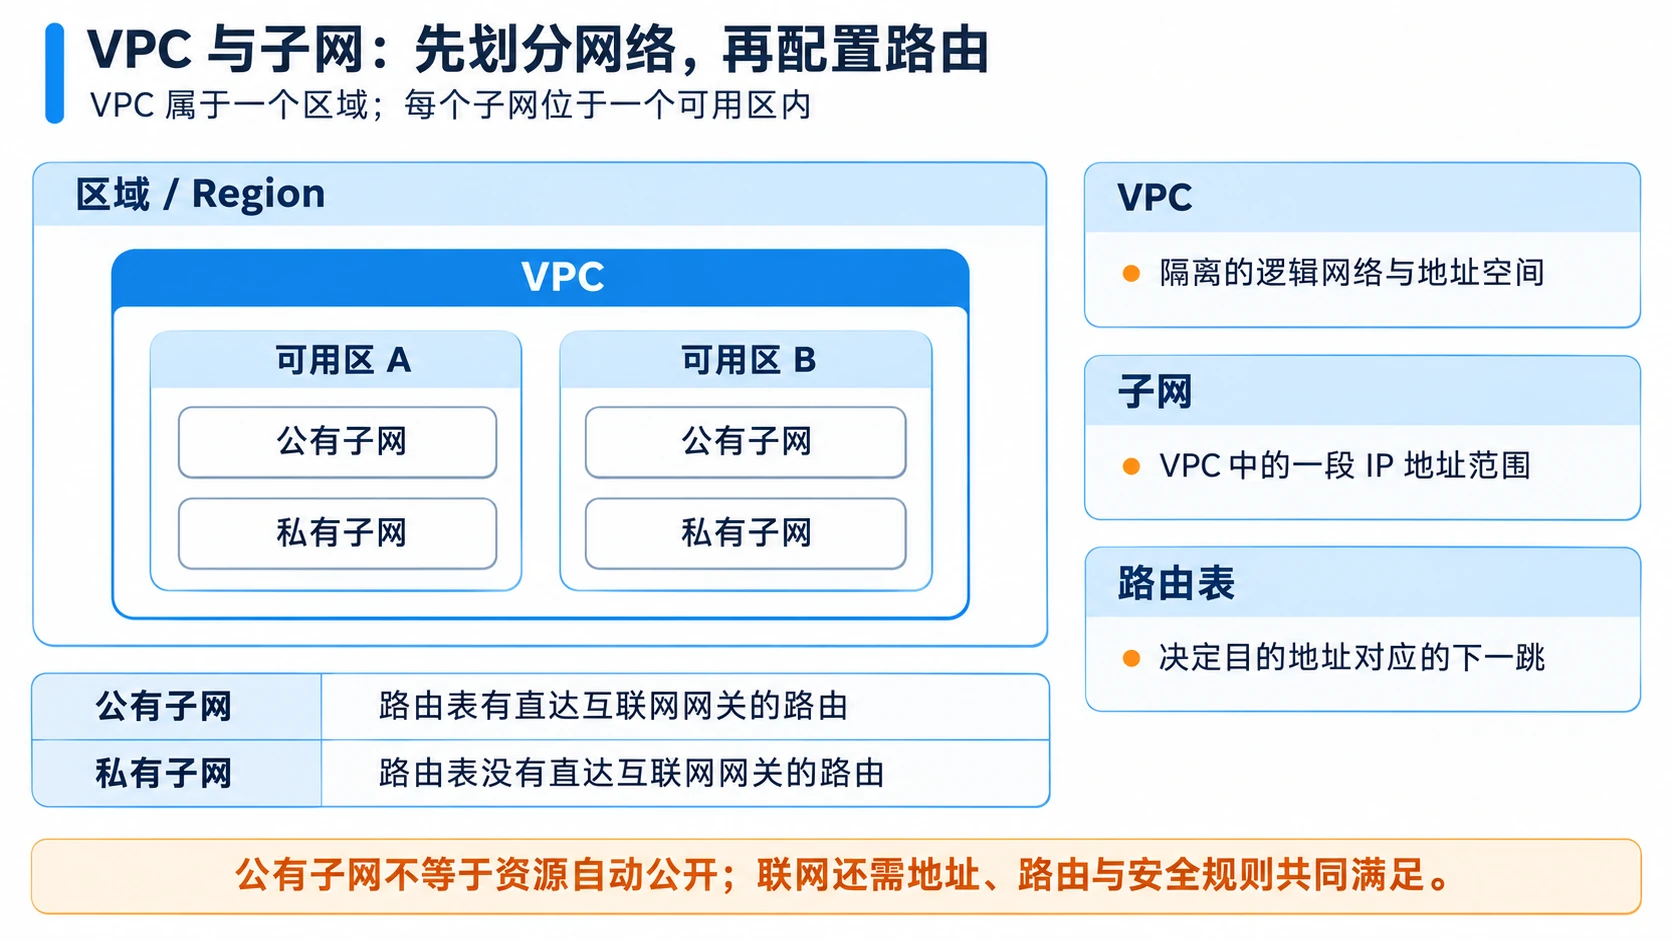 VPC 与子网：先划分网络，再配置路由
VPC 属于一个区域；每个子网位于一个可用区内
区域 / Region
VPC
可用区 A
公有子网
私有子网
可用区 B
公有子网
私有子网
公有子网 路由表有直达互联网网关的路由
私有子网 路由表没有直达互联网网关的路由
VPC
隔离的逻辑网络与地址空间
子网
VPC 中的一段 IP 地址范围
路由表
决定目的地址对应的下一跳
公有子网不等于资源自动公开；联网还需地址、路由与安全规则共同满足。